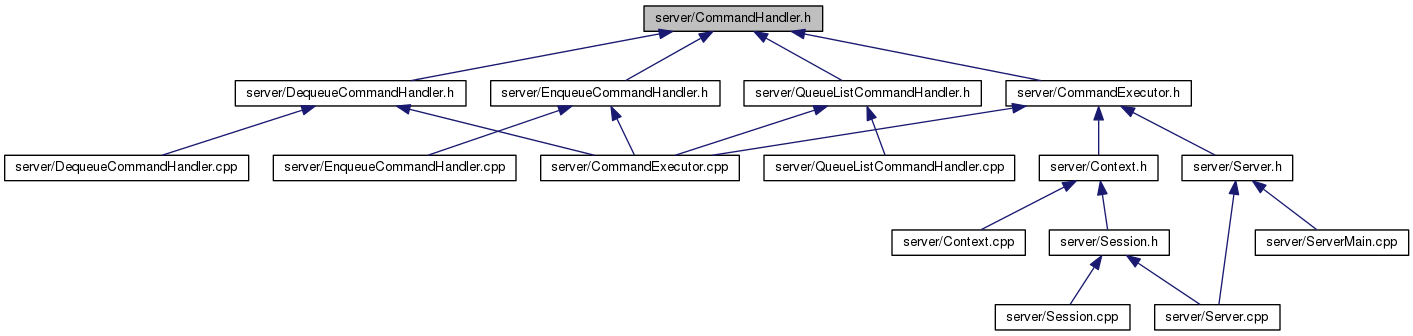 server/CommandHandler.h
server/DequeueCommandHandler.h
server/EnqueueCommandHandler.h
server/QueueListCommandHandler.h
server/CommandExecutor.h
server/DequeueCommandHandler.cpp
server/EnqueueCommandHandler.cpp
server/CommandExecutor.cpp
server/QueueListCommandHandler.cpp
server/Context.h
server/Server.h
server/Context.cpp
server/Session.h
server/ServerMain.cpp
server/Session.cpp
server/Server.cpp